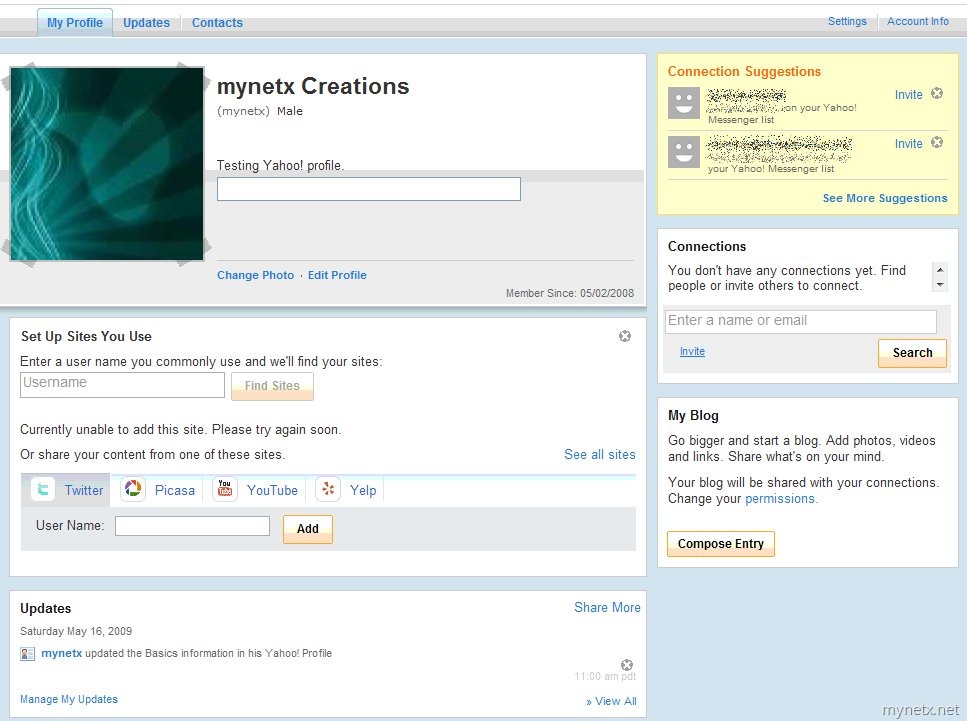 My Profile
Updates
Contacts
Settings
Account Info
mynetx Creations
(mynetx) Male
Testing Yahoo! profile.
Change Photo · Edit Profile
Member Since: 05/02/2008
Set Up Sites You Use
Enter a user name you commonly use and we'll find your sites:
Username
Find Sites
Currently unable to add this site. Please try again soon.
Or share your content from one of these sites.
See all sites
Twitter
Picasa
You Tube
YouTube
Yelp
User Name:
Add
Updates
Share More
Saturday May 16, 2009
mynetx updated the Basics information in his Yahoo! Profile
11:00 am pdt
Manage My Updates
» View All
Connection Suggestions
Invite
on your Yahoo!
Messenger list
Invite
your Yahoo! Messenger list
See More Suggestions
Connections
You don't have any connections yet. Find
people or invite others to connect.
Enter a name or email
Invite
Search
My Blog
Go bigger and start a blog. Add photos, videos
and links. Share what's on your mind.
Your blog will be shared with your connections.
Change your permissions.
Compose Entry
mynetx.net